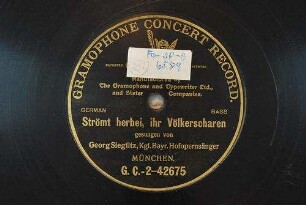 GRAMOPHONE CONCERT RECORD.
The Gramophone and Typewriter Ltd.,
and Sister Companies.
GERMAN BASS
Strömt herbei, ihr Völkerscharen
gesungen von
Georg Sieglitz, Kgl. Bayr. Hofopernsänger
MÜNCHEN.
G. C.-2-42675